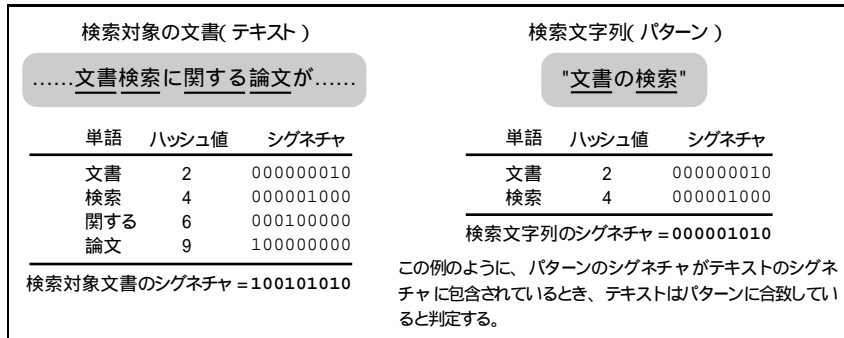 検索対象の文書(テキスト)
……文書検索に関する論文が……
単語 ハッシュ値 シグネチャ
文書 2 000000010
検索 4 000001000
関する 6 000100000
論文 9 100000000
検索対象文書のシグネチャ=100101010
検索文字列(パターン)
"文書の検索"
単語 ハッシュ値 シグネチャ
文書 2 000000010
検索 4 000001000
検索文字列のシグネチャ=000001010
この例のように、パターンのシグネチャがテキストのシグネ
チャに包含されているとき、テキストはパターンに合致してい
ると判定する。